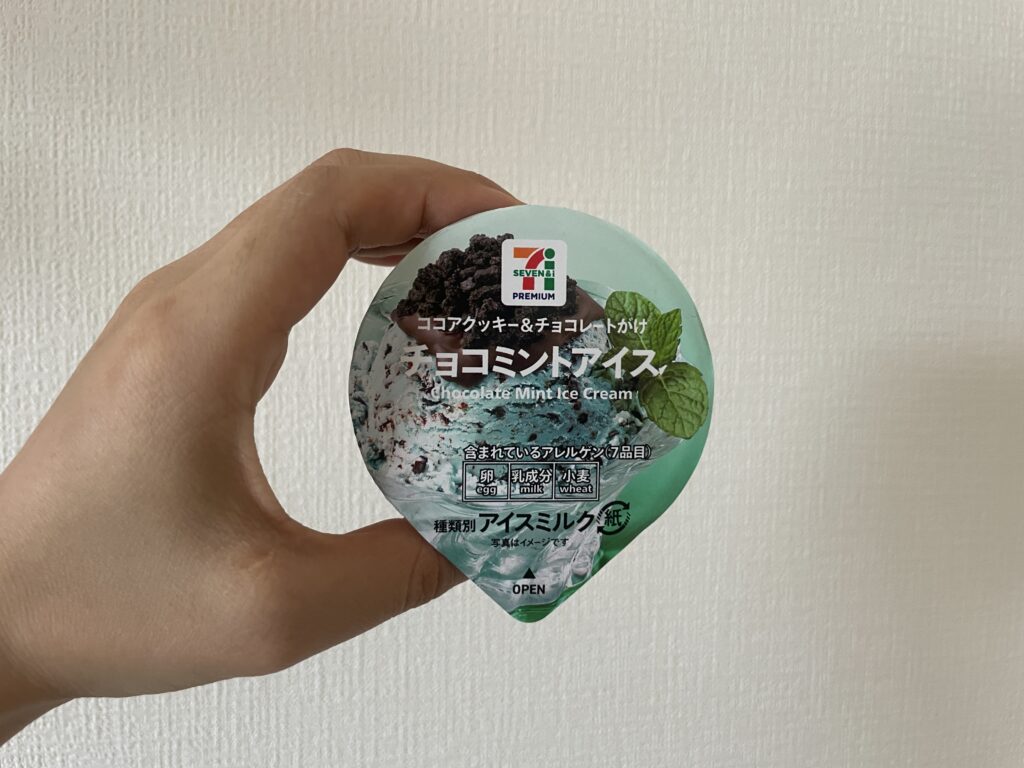 7i
SEVEN&i
PREMIUM
ココアクッキー&チョコレートがけ
チョコミントアイス
Chocolate Mint Ice Cream
含まれているアレルゲン(7品目)
卵 乳成分 小麦
egg milk wheat
種類別 アイスミルク 紙
写真はイメージです
▲
OPEN